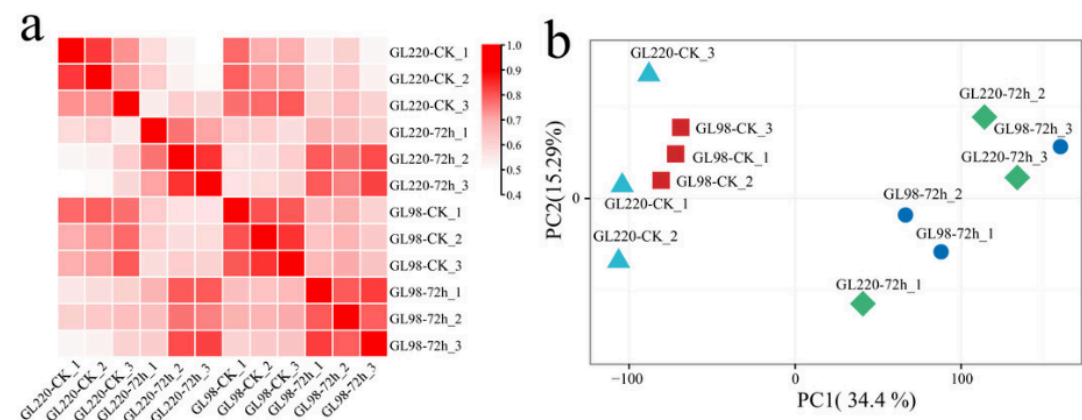 a
GL220-CK_1
GL220-CK_2
GL220-CK_3
GL220-72h_1
GL220-72h_2
GL220-72h_3
GL98-CK_1
GL98-CK_2
GL98-CK_3
GL98-72h_1
GL98-72h_2
GL98-72h_3
1.0
0.9
0.8
0.7
0.6
0.5
0.4
GL220-CK_1
GL220-CK_2
GL220-CK_3
GL220-72h_1
GL220-72h_2
GL220-72h_3
GL98-CK_1
GL98-CK_2
GL98-CK_3
GL98-72h_1
GL98-72h_2
GL98-72h_3
b
GL220-CK_3
GL220-72h_2
GL98-CK_3
GL98-72h_3
GL98-CK_1
GL220-72h_3
GL98-CK_2
GL220-CK_1
GL98-72h_2
GL220-CK_2
GL98-72h_1
GL220-72h_1
PC2(15.29%)
0
−100
0
100
PC1( 34.4 %)